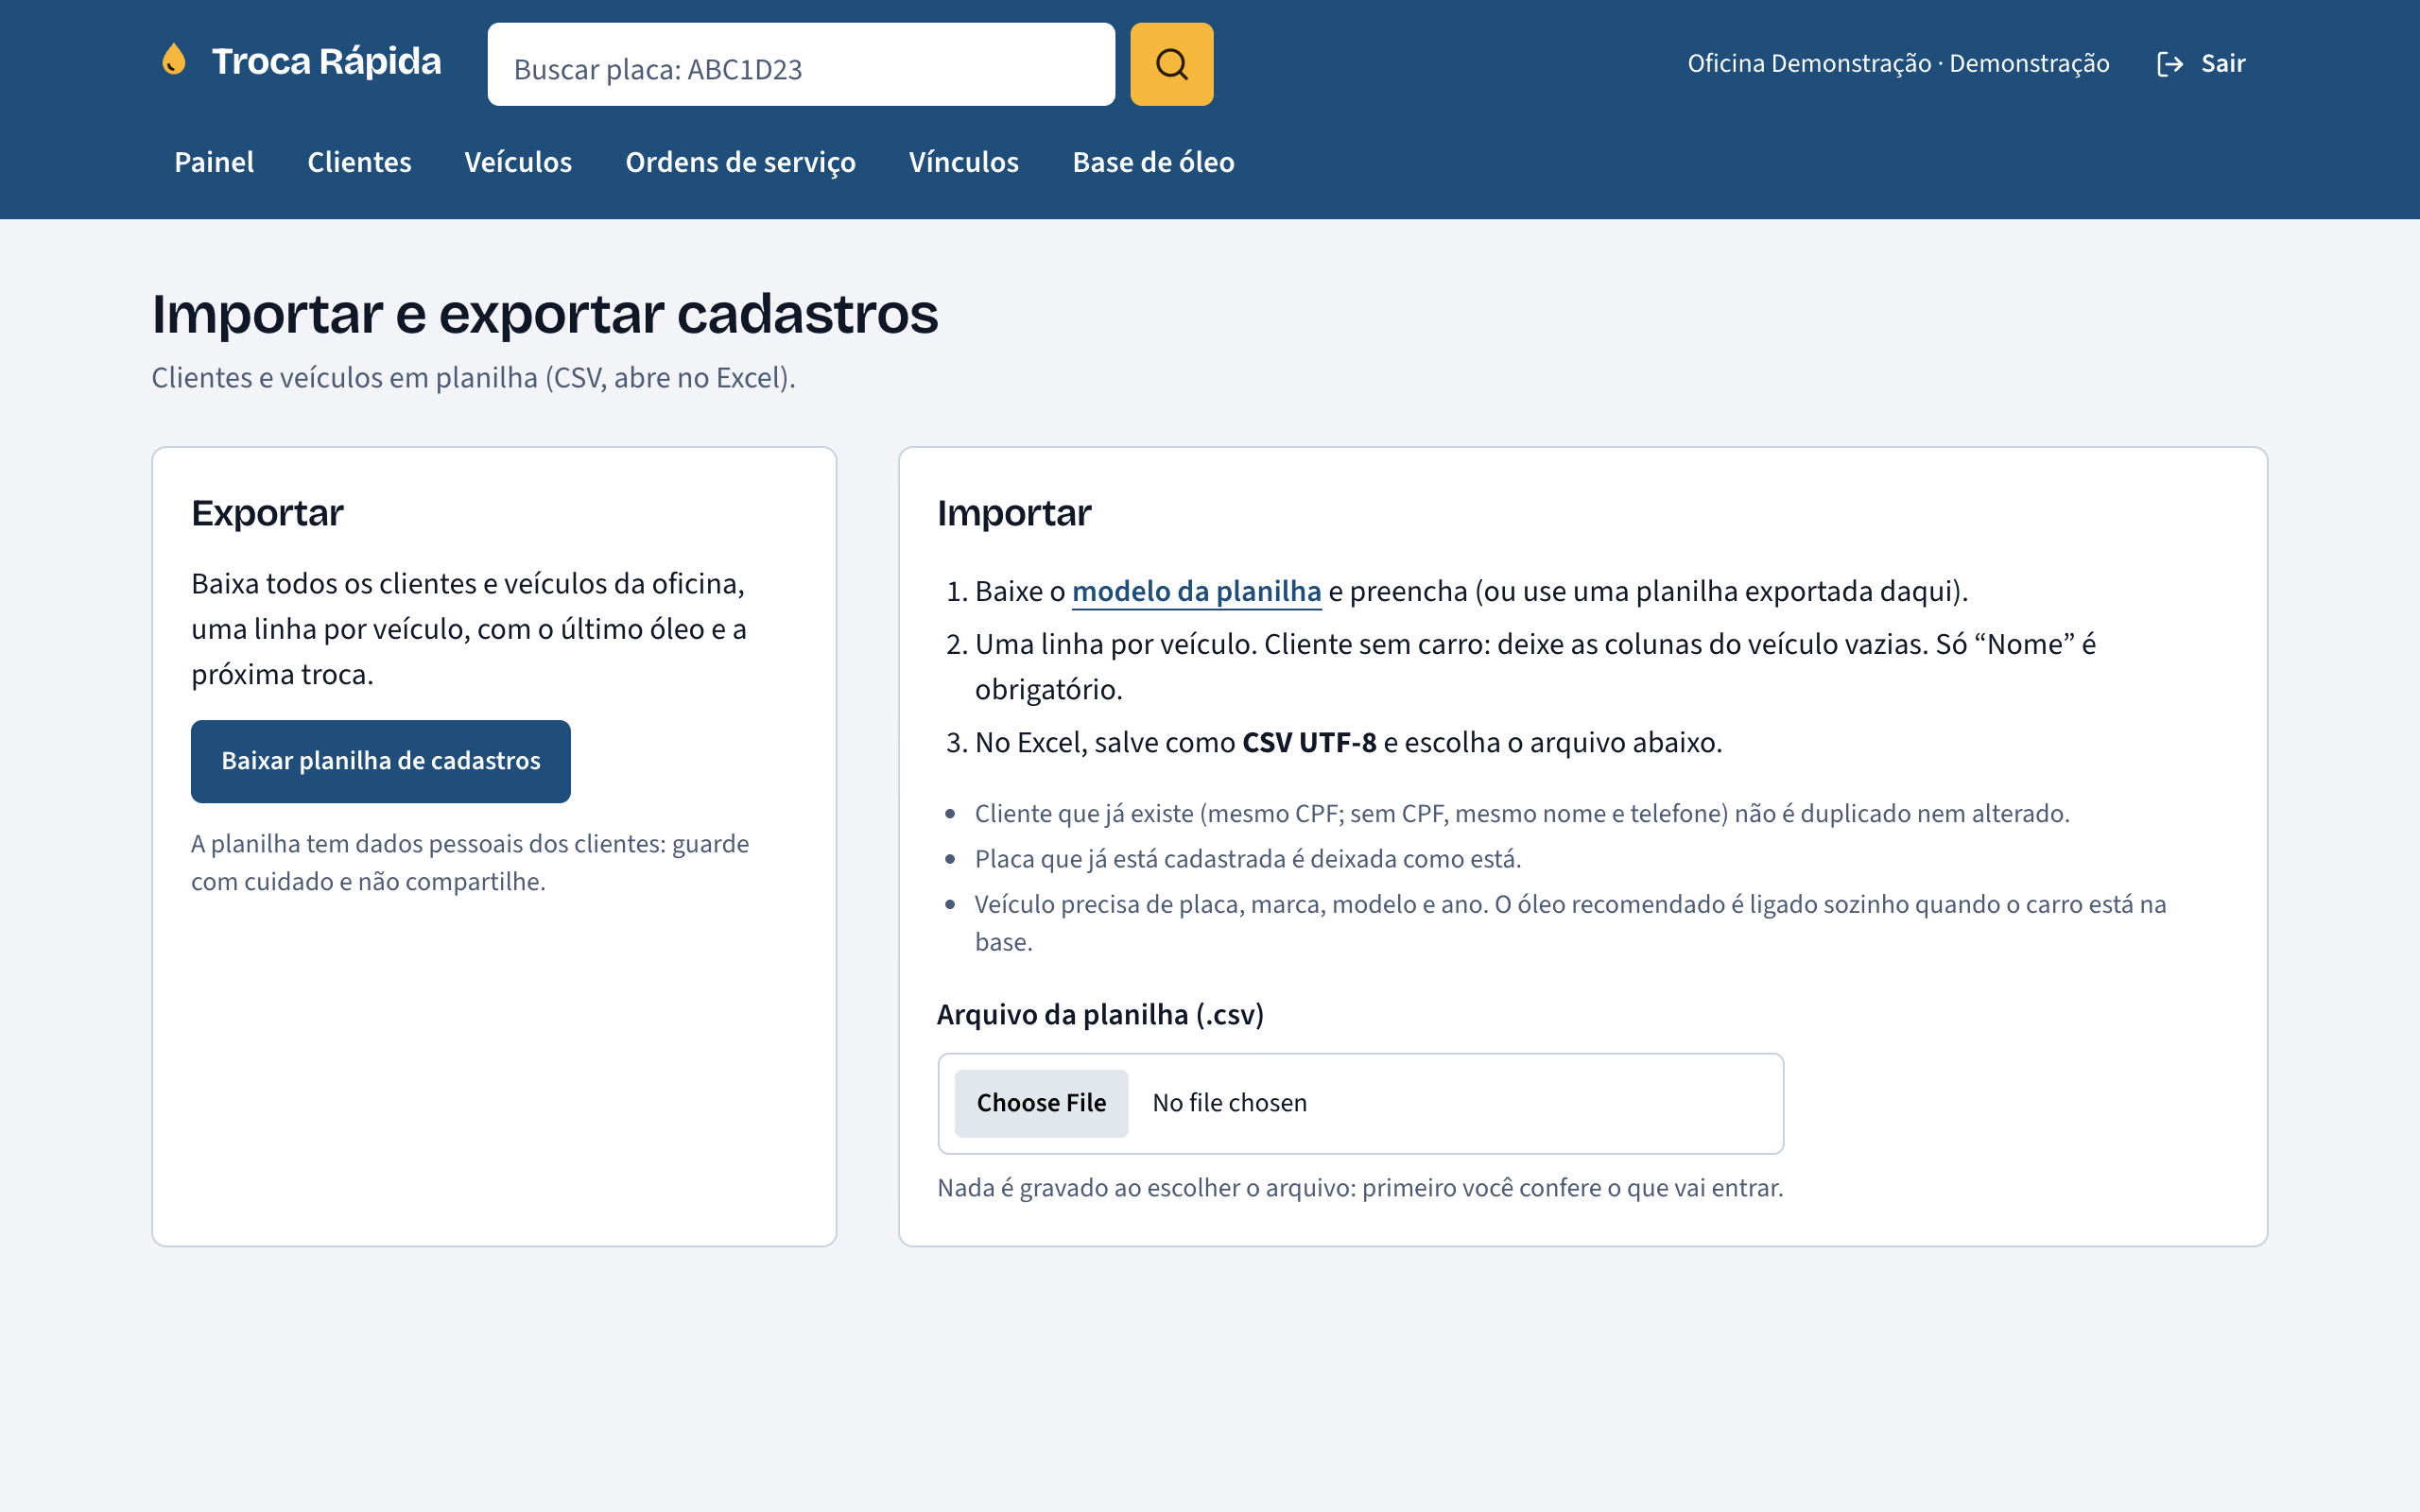 Troca Rápida
Buscar placa: ABC1D23
Oficina Demonstração · Demonstração
Sair
Painel
Clientes
Veículos
Ordens de serviço
Vínculos
Base de óleo
Importar e exportar cadastros
Clientes e veículos em planilha (CSV, abre no Excel).
Exportar
Baixa todos os clientes e veículos da oficina,
uma linha por veículo, com o último óleo e a
próxima troca.
Baixar planilha de cadastros
A planilha tem dados pessoais dos clientes: guarde
com cuidado e não compartilhe.
Importar
1. Baixe o modelo da planilha e preencha (ou use uma planilha exportada daqui).
2. Uma linha por veículo. Cliente sem carro: deixe as colunas do veículo vazias. Só “Nome” é
obrigatório.
3. No Excel, salve como CSV UTF-8 e escolha o arquivo abaixo.
• Cliente que já existe (mesmo CPF; sem CPF, mesmo nome e telefone) não é duplicado nem alterado.
• Placa que já está cadastrada é deixada como está.
• Veículo precisa de placa, marca, modelo e ano. O óleo recomendado é ligado sozinho quando o carro está na
base.
Arquivo da planilha (.csv)
Choose File No file chosen
Nada é gravado ao escolher o arquivo: primeiro você confere o que vai entrar.